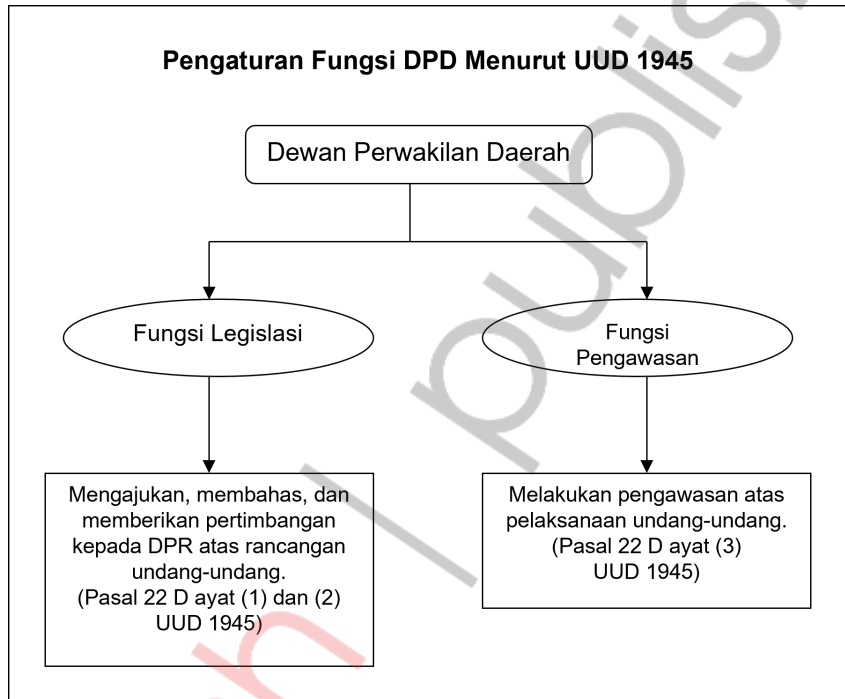 Pengaturan Fungsi DPD Menurut UUD 1945
Dewan Perwakilan Daerah
Fungsi Legislasi
Fungsi
Pengawasan
Mengajukan, membahas, dan
memberikan pertimbangan
kepada DPR atas rancangan
undang-undang.
(Pasal 22 D ayat (1) dan (2)
UUD 1945)
Melakukan pengawasan atas
pelaksanaan undang-undang.
(Pasal 22 D ayat (3)
UUD 1945)